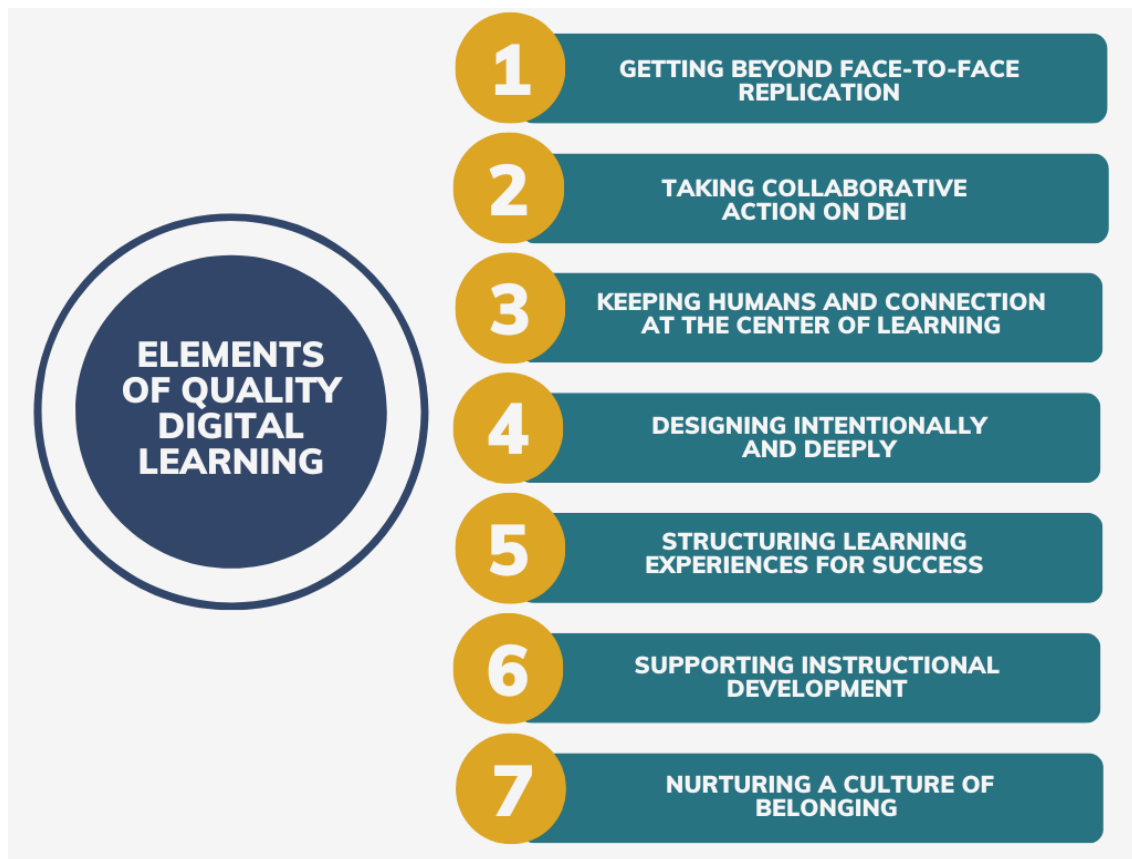 ELEMENTS
OF QUALITY
DIGITAL
LEARNING
1
GETTING BEYOND FACE-TO-FACE
REPLICATION
2
TAKING COLLABORATIVE
ACTION ON DEI
3
KEEPING HUMANS AND CONNECTION
AT THE CENTER OF LEARNING
4
DESIGNING INTENTIONALLY
AND DEEPLY
5
STRUCTURING LEARNING
EXPERIENCES FOR SUCCESS
6
SUPPORTING INSTRUCTIONAL
DEVELOPMENT
7
NURTURING A CULTURE OF
BELONGING